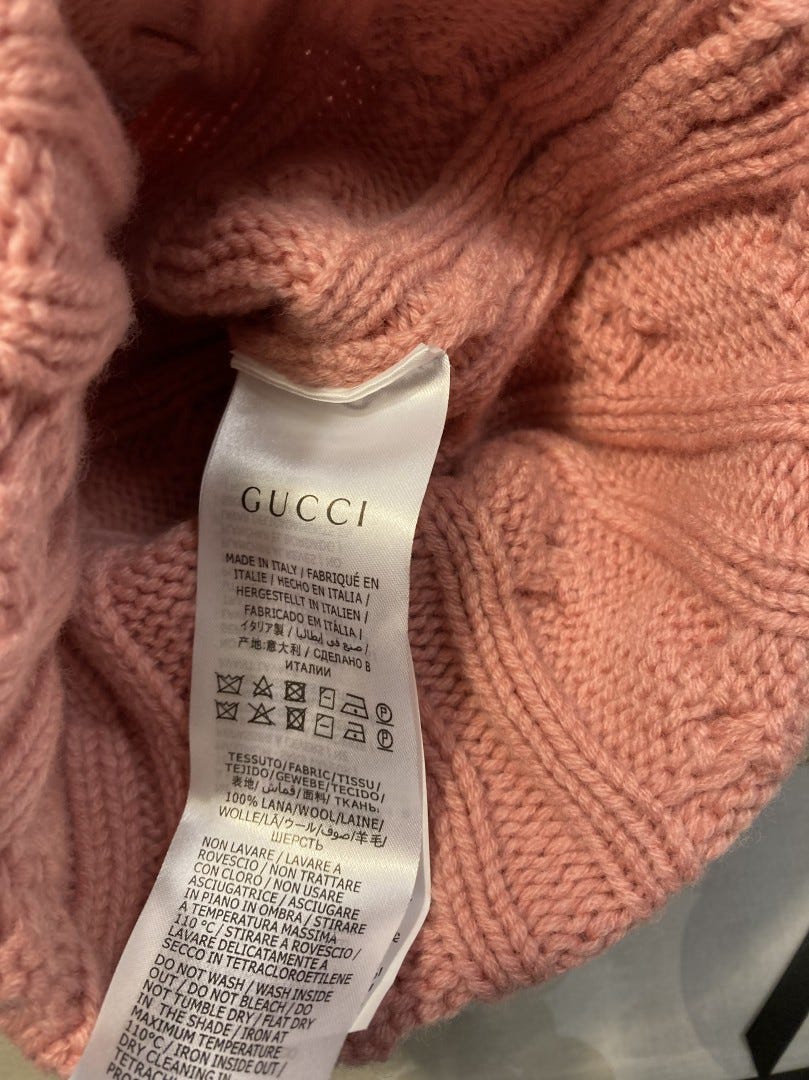 GUCCI
MADE IN ITALY / FABRIQUÉ EN
ITALIE / HECHO EN ITALIA /
HERGESTELLT IN ITALIEN /
FABRICADO EM ITÁLIA /
イタリア製 / صنع في إيطاليا /
产地:意大利 / СДЕЛАНО В
ИТАЛИИ
P
P
TESSUTO/FABRIC/TISSU/
TEJIDO/GEWEBE/TECIDO/
表地/قماش/面料/ТКАНЬ:
100% LANA/WOOL/LAINE/
WOLLE/LÃ/ウール/صوف/羊毛/
ШЕРСТЬ
NON LAVARE / LAVARE A
ROVESCIO / NON TRATTARE
CON CLORO / NON USARE
ASCIUGATRICE / ASCIUGARE
IN PIANO IN OMBRA / STIRARE
A TEMPERATURA MASSIMA
110 °C / STIRARE A ROVESCIO /
LAVARE DELICATAMENTE A
SECCO IN TETRACLOROETILENE
DO NOT WASH / WASH INSIDE
OUT / DO NOT BLEACH / DO
NOT TUMBLE DRY / FLAT DRY
IN THE SHADE / IRON AT
MAXIMUM TEMPERATURE
110°C / IRON INSIDE OUT /
DRY CLEANING IN